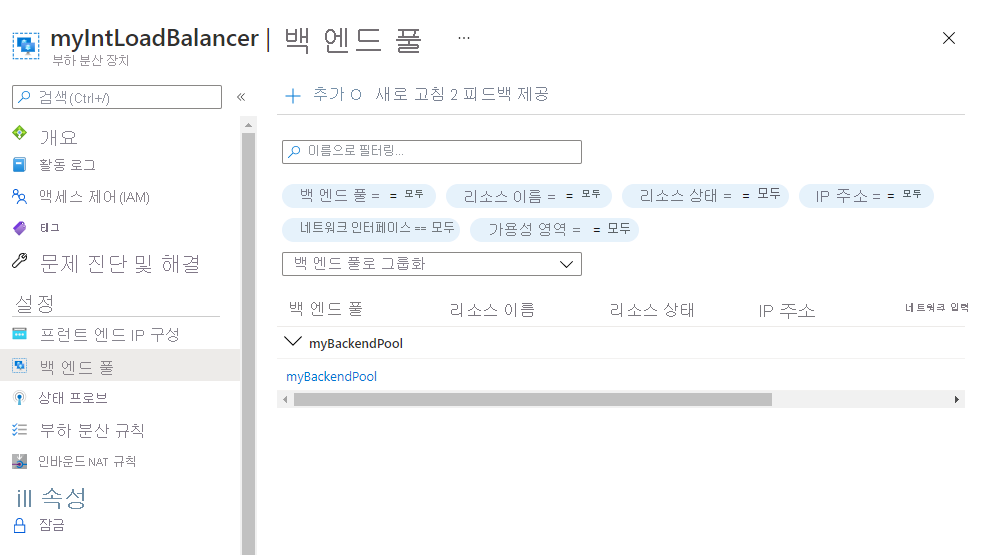 myIntLoadBalancer | 백 엔드 풀 ...
부하 분산 장치
검색(Ctrl+/)
«
추가 O 새로 고침 2 피드백 제공
개요
활동 로그
액세스 제어(IAM)
태그
문제 진단 및 해결
설정
프런트 엔드 IP 구성
백 엔드 풀
상태 프로브
부하 분산 규칙
인바운드 NAT 규칙
ill 속성
잠금
이름으로 필터링...
백 엔드 풀 = = 모두 리소스 이름 = = 모두 리소스 상태 = = 모두 IP 주소 = = 모두
네트워크 인터페이스 == 모두 가용성 영역 = = 모두
백 엔드 풀로 그룹화
백 엔드 풀 리소스 이름 리소스 상태 IP 주소 네트워크 입력
myBackendPool
myBackendPool